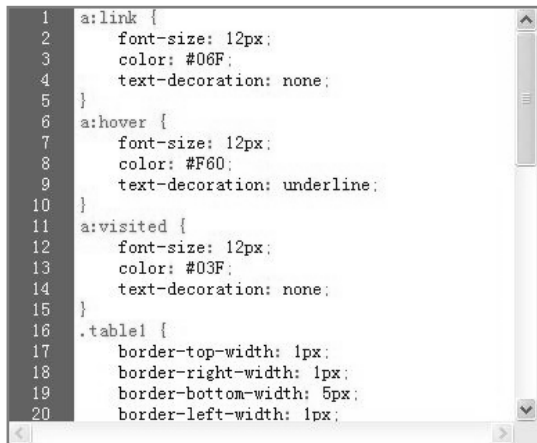 1 a:link {
2 font-size: 12px;
3 color: #06F;
4 text-decoration: none;
5 }
6 a:hover {
7 font-size: 12px;
8 color: #F60;
9 text-decoration: underline;
10 }
11 a:visited {
12 font-size: 12px;
13 color: #03F;
14 text-decoration: none;
15 }
16 .table1 {
17 border-top-width: 1px;
18 border-right-width: 1px;
19 border-bottom-width: 5px;
20 border-left-width: 1px;